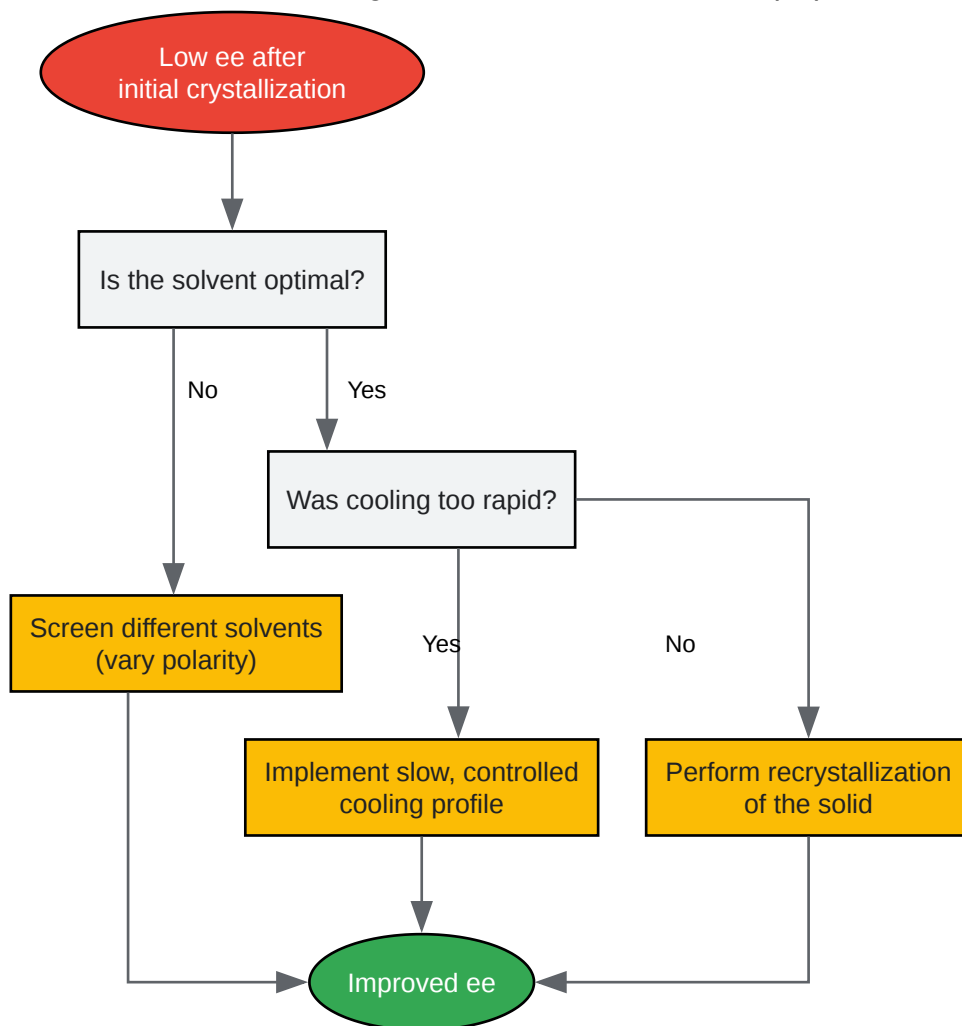 Low ee after
initial crystallization
Is the solvent optimal?
No
Yes
Was cooling too rapid?
Screen different solvents
(vary polarity)
Yes
No
Implement slow, controlled
cooling profile
Perform recrystallization
of the solid
Improved ee